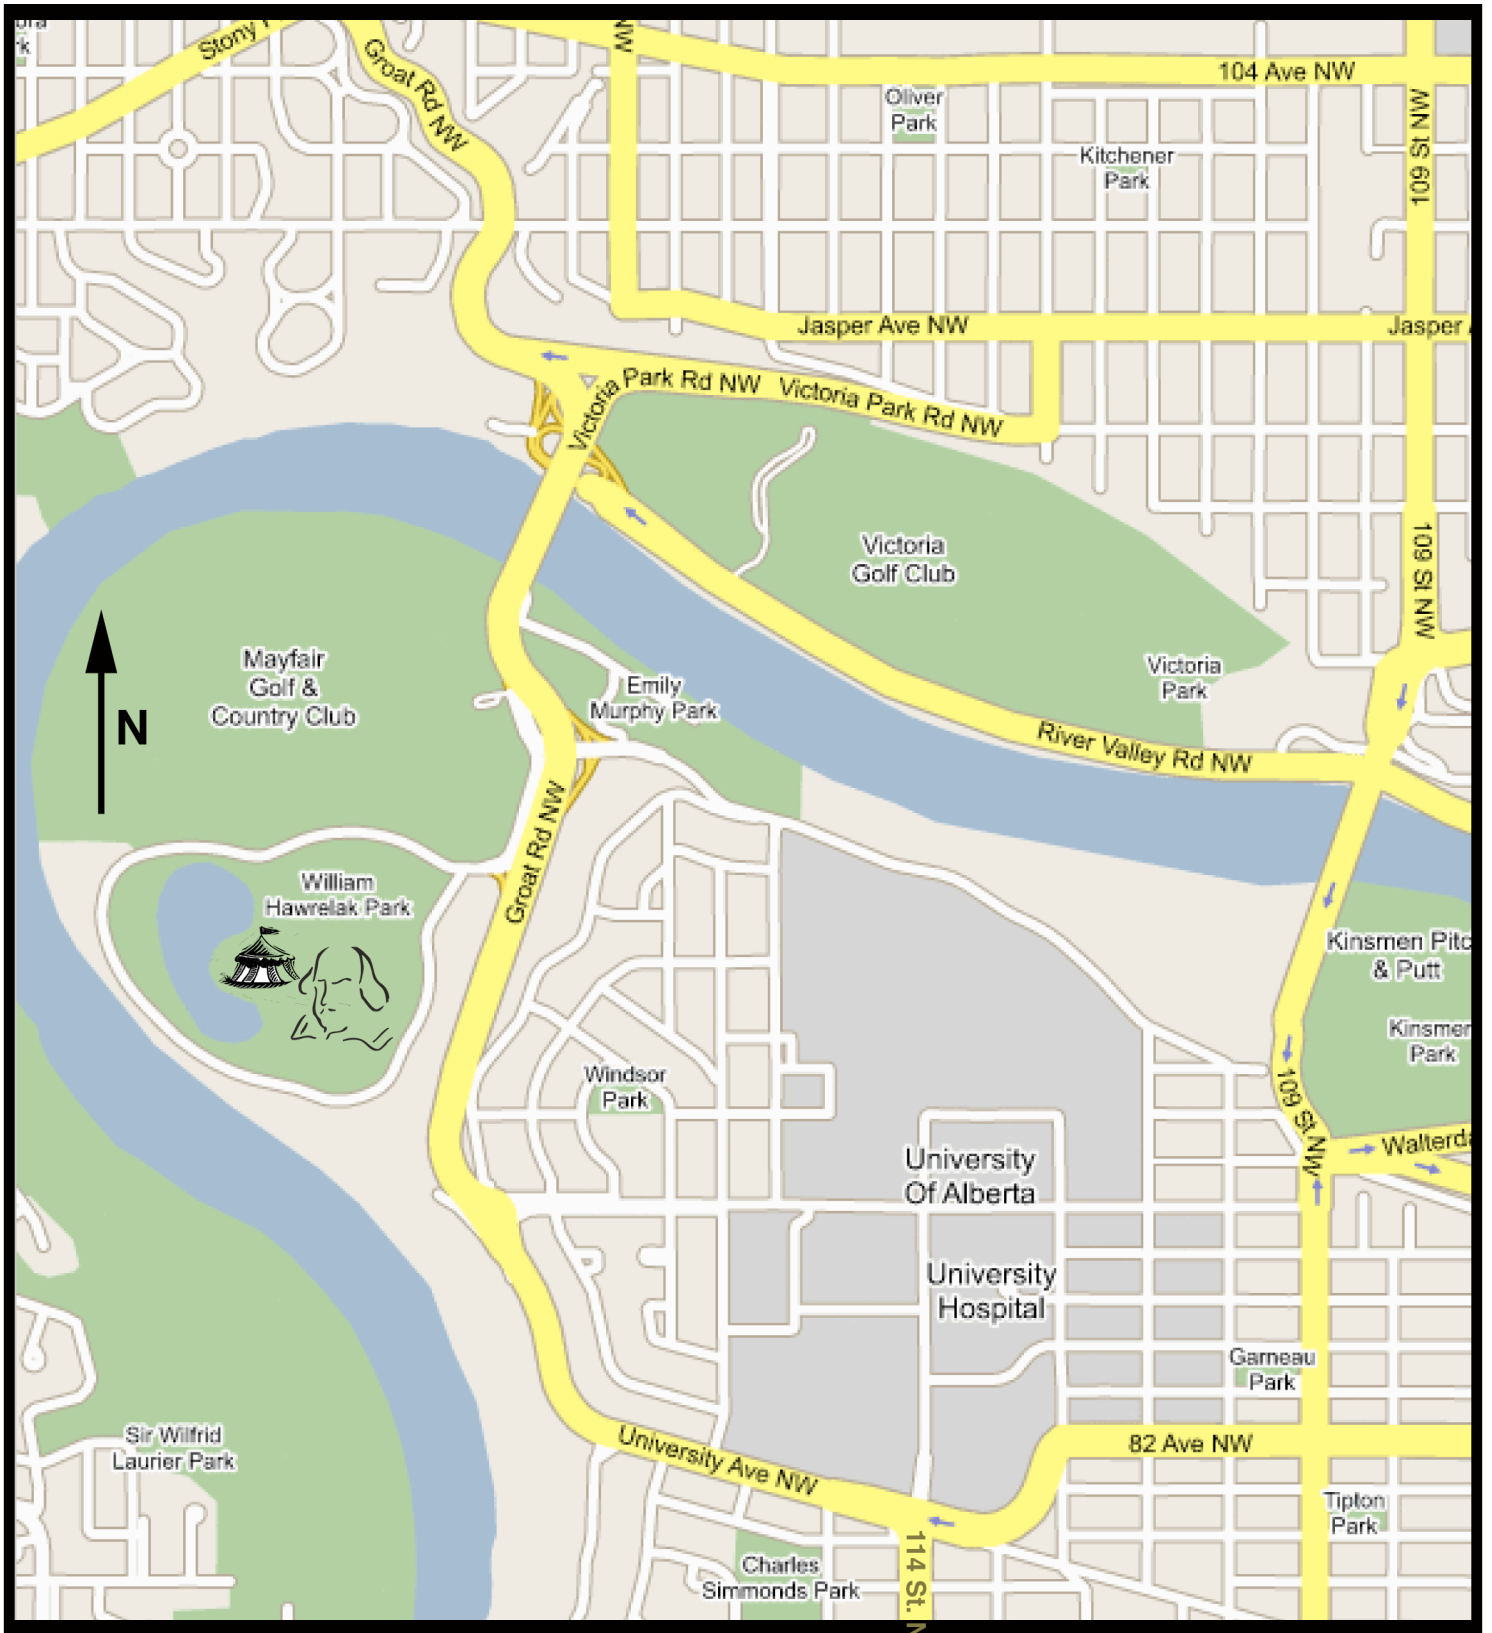 Stony
Groat Rd NW
NW
104 Ave NW
Oliver
Park
Kitchener
Park
109 St NW
Jasper Ave NW
Jasper
Victoria Park Rd NW
Victoria Park Rd NW
109 St NW
Victoria
Golf Club
Mayfair
Golf &
Country Club
N
Emily
Murphy Park
Victoria
Park
River Valley Rd NW
Groat Rd NW
William
Hawrelak Park
Kinsmen Pitc
& Putt
Kinsmen
Park
Windsor
Park
109 St NW
Walterda
University
Of Alberta
University
Hospital
Garneau
Park
Sir Wilfrid
Laurier Park
University Ave NW
82 Ave NW
Tipton
Park
114 St. N
Charles
Simmonds Park